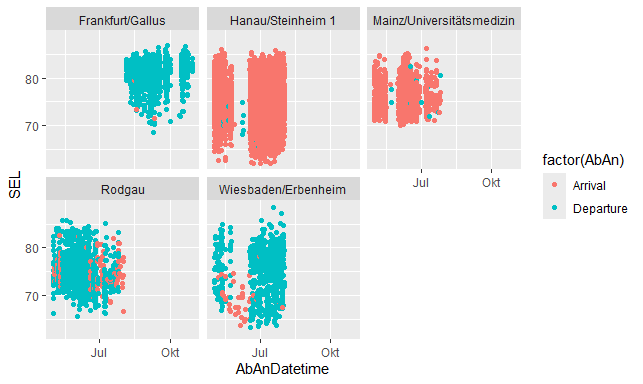 Frankfurt/Gallus
Hanau/Steinheim 1
Mainz/Universitätsmedizin
80
70
Jul
Okt
factor(AbAn)
Arrival
Departure
SEL
Rodgau
Wiesbaden/Erbenheim
80
70
Jul
Okt
Jul
Okt
AbAnDatetime